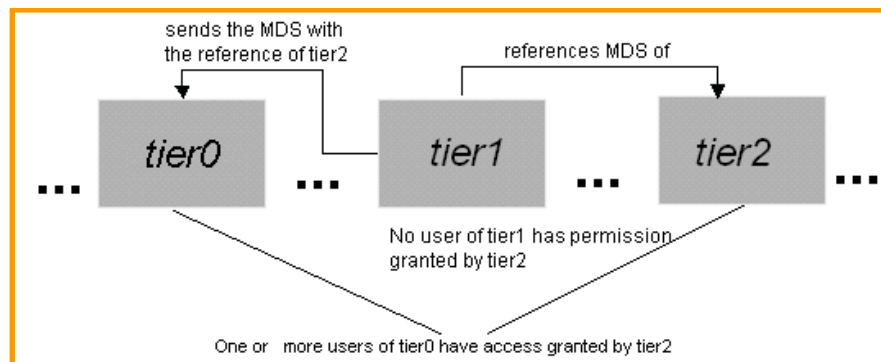 sends the MDS with
the reference of tier2
references MDS of
tier0
tier1
tier2
...
...
...
...
No user of tier1 has permission
granted by tier2
One or more users of tier0 have access granted by tier2